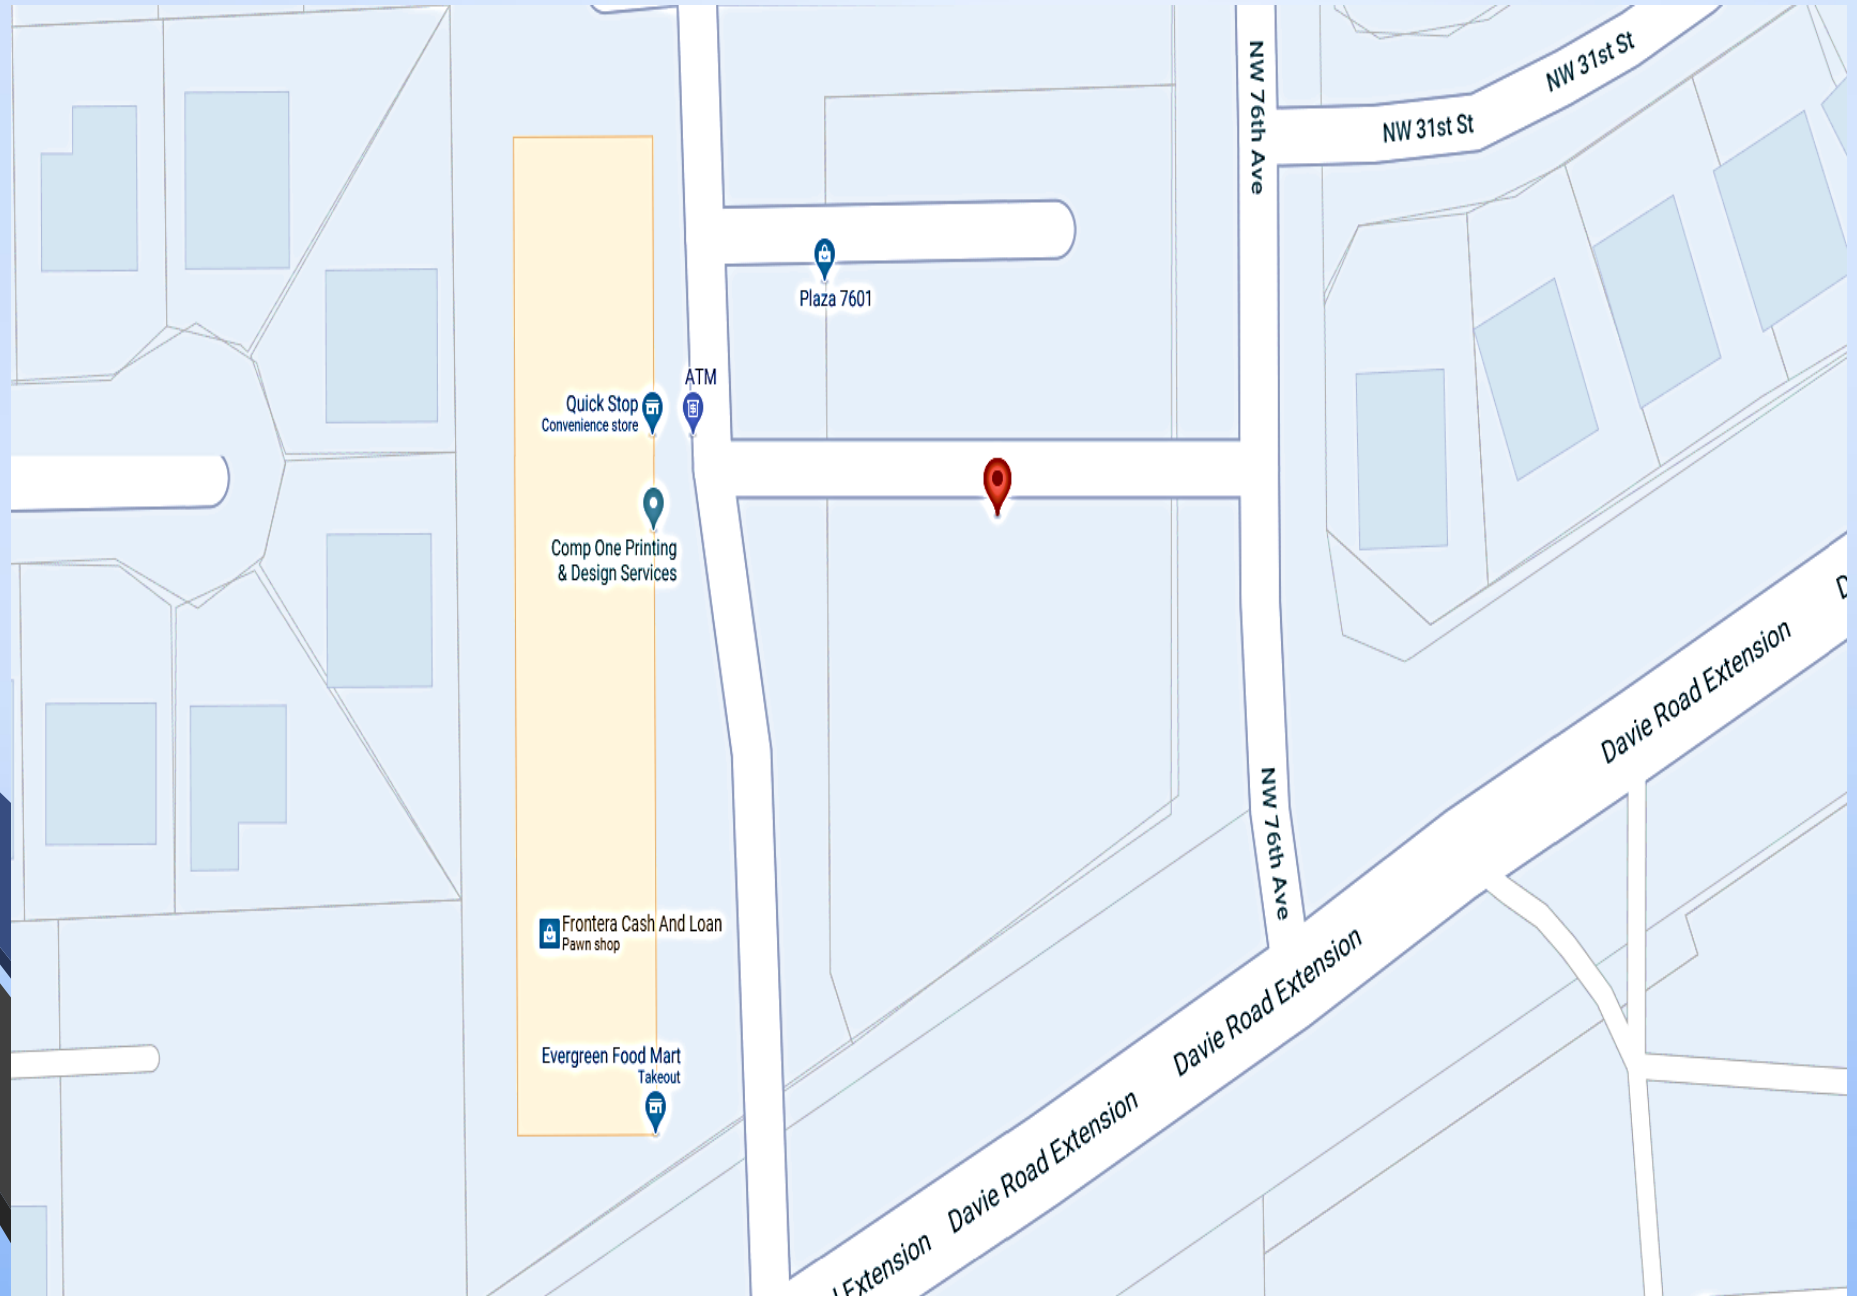 NW 76th Ave
NW 31st St
NW 31st St
Plaza 7601
ATM
Quick Stop
Convenience store
Comp One Printing
& Design Services
Davie Road Extension
NW 76th Ave
Frontera Cash And Loan
Pawn shop
Davie Road Extension
Evergreen Food Mart
Takeout
Davie Road Extension
Extension